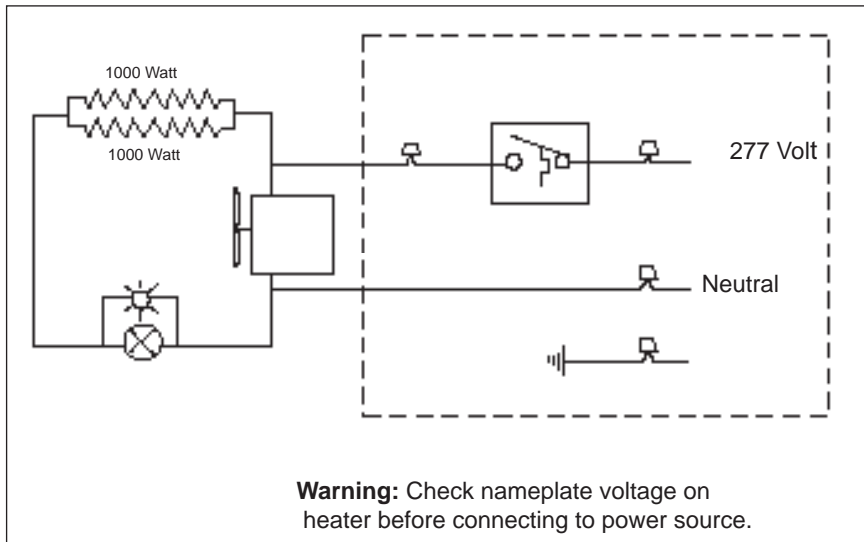 1000 Watt
1000 Watt
277 Volt
Neutral
Warning: Check nameplate voltage on
heater before connecting to power source.